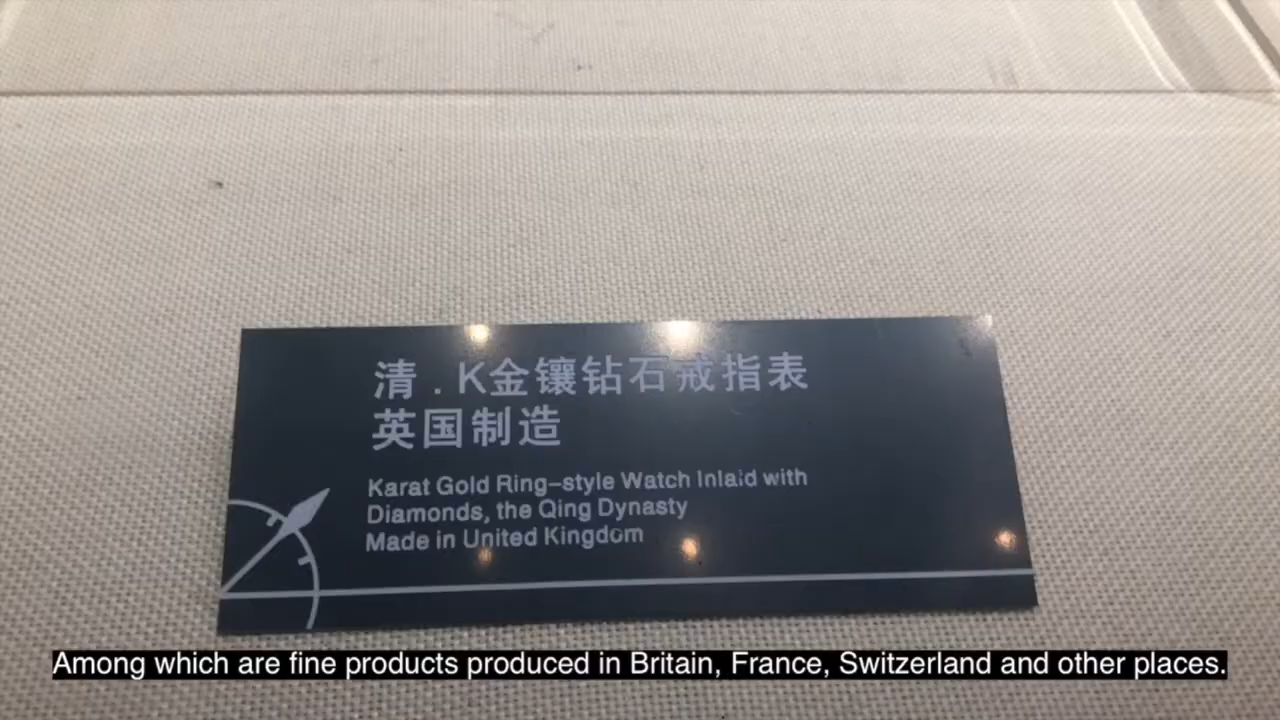 清.K金镶钻石戒指表
英国制造
Karat Gold Ring-style Watch Inlaid with
Diamonds, the Qing Dynasty
Made in United Kingdom
Among which are fine products produced in Britain, France, Switzerland and other places.